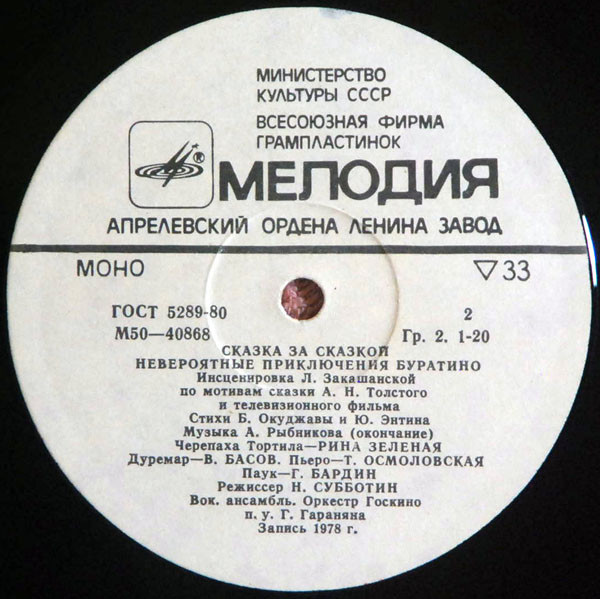 МИНИСТЕРСТВО
КУЛЬТУРЫ СССР
ВСЕСОЮЗНАЯ ФИРМА
ГРАМПЛАСТИНОК
®
МЕЛОДИЯ
АПРЕЛЕВСКИЙ ОРДЕНА ЛЕНИНА ЗАВОД
МОНО ▽ 33
ГОСТ 5289-80 2
М50—40868 Гр. 2. 1-20
СКАЗКА ЗА СКАЗКОЙ
НЕВЕРОЯТНЫЕ ПРИКЛЮЧЕНИЯ БУРАТИНО
Инсценировка Л. Закашанской
по мотивам сказки А. Н. Толстого
и телевизионного фильма
Стихи Б. Окуджавы и Ю. Энтина
Музыка А. Рыбникова (окончание)
Черепаха Тортила—РИНА ЗЕЛЕНАЯ
Дуремар—В. БАСОВ. Пьеро—Т. ОСМОЛОВСКАЯ
Паук—Г. БАРДИН
Режиссер Н. СУББОТИН
Вок. ансамбль. Оркестр Госкино
п. у. Г. Гараняна
Запись 1978 г.